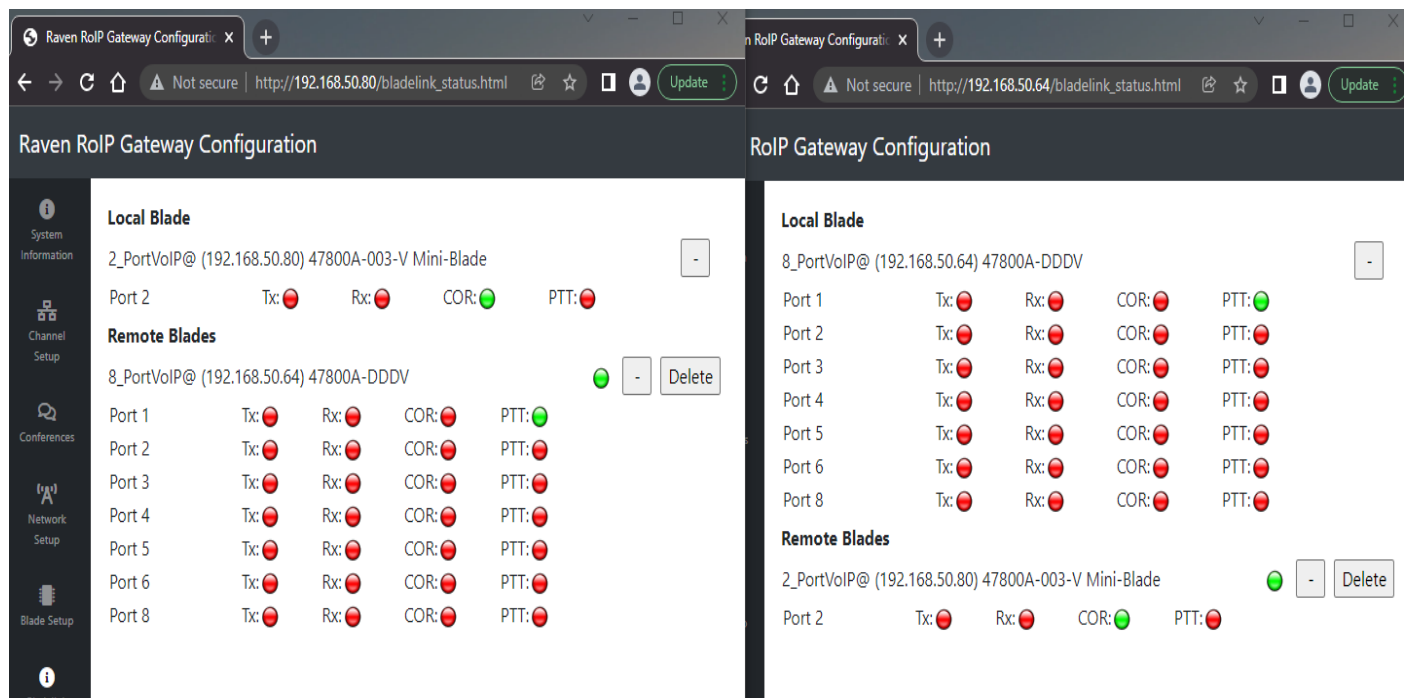 Raven RoIP Gateway Configuratic
Not secure | http://192.168.50.80/bladelink_status.html Update
Raven RoIP Gateway Configuration
System
Information
Channel
Setup
Conferences
Network
Setup
Blade Setup
Local Blade
2_PortVoIP@ (192.168.50.80) 47800A-003-V Mini-Blade -
Port 2 Tx: Rx: COR: PTT:
Remote Blades
8_PortVoIP@ (192.168.50.64) 47800A-DDDV - Delete
Port 1 Tx: Rx: COR: PTT:
Port 2 Tx: Rx: COR: PTT:
Port 3 Tx: Rx: COR: PTT:
Port 4 Tx: Rx: COR: PTT:
Port 5 Tx: Rx: COR: PTT:
Port 6 Tx: Rx: COR: PTT:
Port 8 Tx: Rx: COR: PTT:
n RoIP Gateway Configuratic
Not secure | http://192.168.50.64/bladelink_status.html Update
RoIP Gateway Configuration
Local Blade
8_PortVoIP@ (192.168.50.64) 47800A-DDDV -
Port 1 Tx: Rx: COR: PTT:
Port 2 Tx: Rx: COR: PTT:
Port 3 Tx: Rx: COR: PTT:
Port 4 Tx: Rx: COR: PTT:
Port 5 Tx: Rx: COR: PTT:
Port 6 Tx: Rx: COR: PTT:
Port 8 Tx: Rx: COR: PTT:
Remote Blades
2_PortVoIP@ (192.168.50.80) 47800A-003-V Mini-Blade - Delete
Port 2 Tx: Rx: COR: PTT: